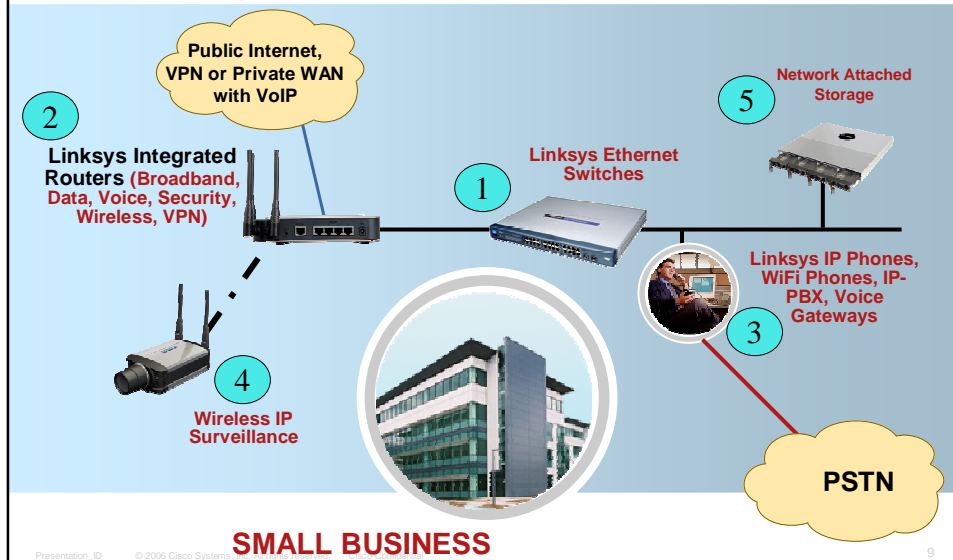 Public Internet,
VPN or Private WAN
with VoIP
2
Linksys Integrated
Routers (Broadband,
Data, Voice, Security,
Wireless, VPN)
1
Linksys Ethernet
Switches
5
Network Attached
Storage
Linksys IP Phones,
WiFi Phones, IP-
PBX, Voice
Gateways
3
4
Wireless IP
Surveillance
PSTN
SMALL BUSINESS
Presentation_ID
© 2006 Cisco Systems, Inc. All rights reserved.
Cisco Confidential
9